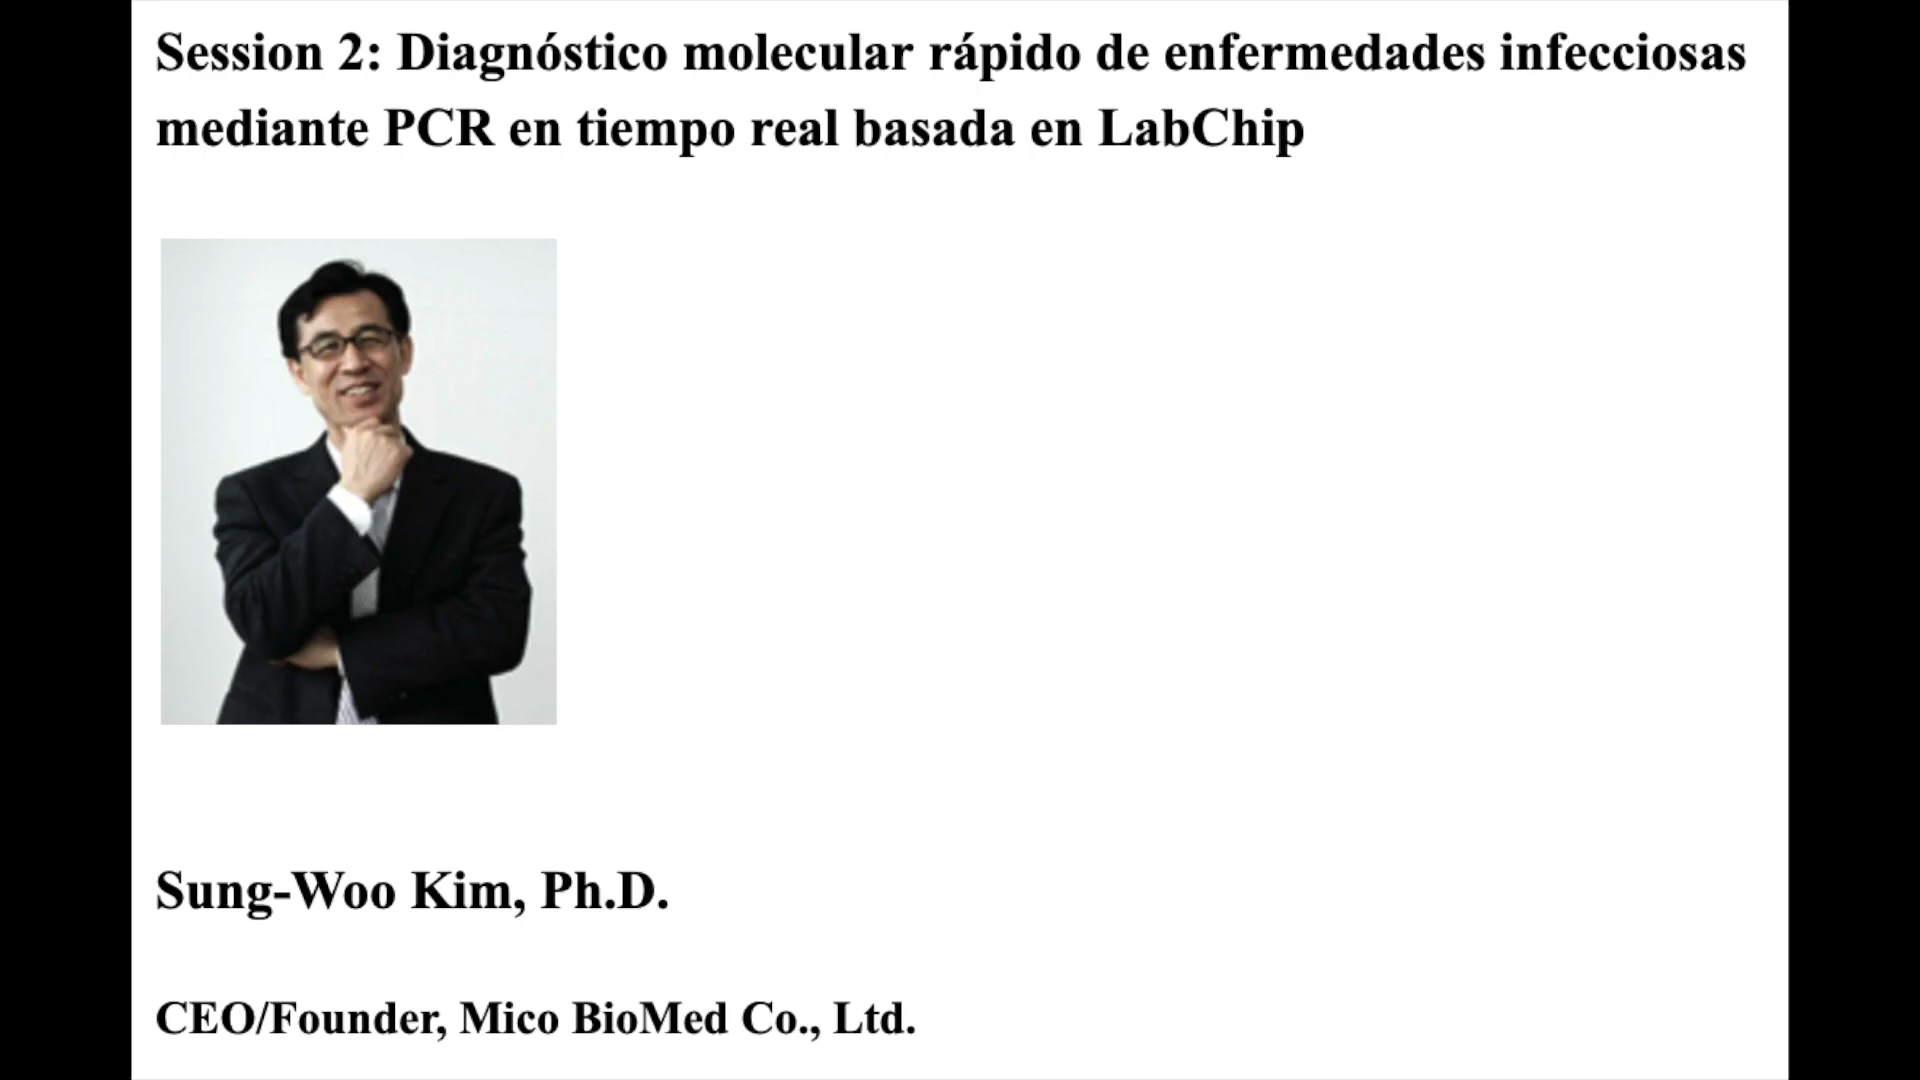 Session 2: Diagnóstico molecular rápido de enfermedades infecciosas
mediante PCR en tiempo real basada en LabChip
Sung-Woo Kim, Ph.D.
CEO/Founder, Mico BioMed Co., Ltd.